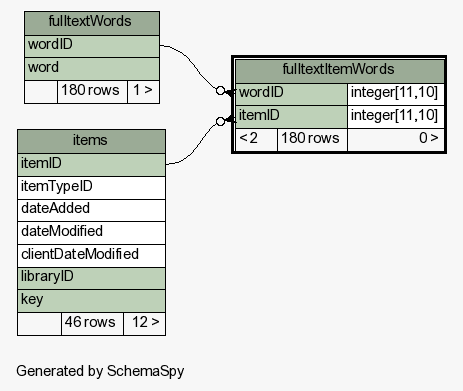 fulltextWords
wordID
word
180 rows 1 >
fulltextItemWords
wordID integer[11,10]
itemID integer[11,10]
< 2 180 rows 0 >
items
itemID
itemTypeID
dateAdded
dateModified
clientDateModified
libraryID
key
46 rows 12 >
Generated by SchemaSpy